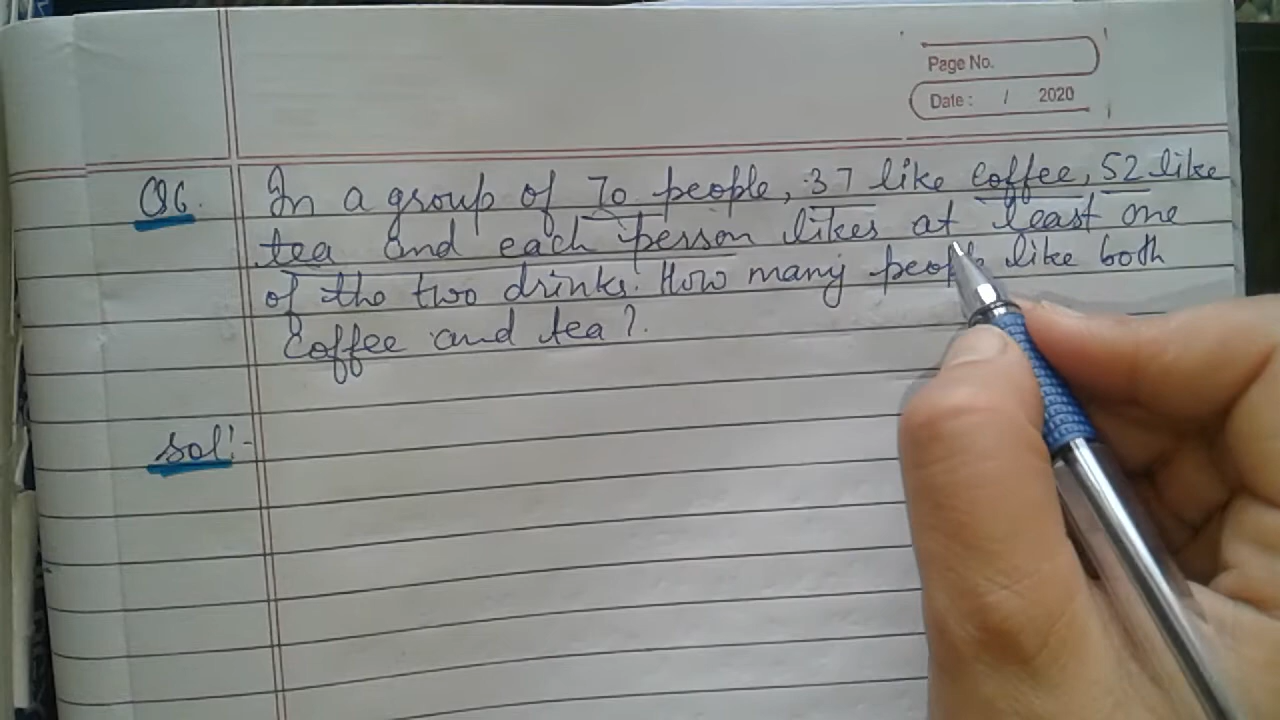 Page No.
Date : / 2020
Q6. In a group of 70 people, 37 like coffee, 52 like
tea and each person likes at least one
of the two drinks. How many people like both
Coffee and tea?
sol:-